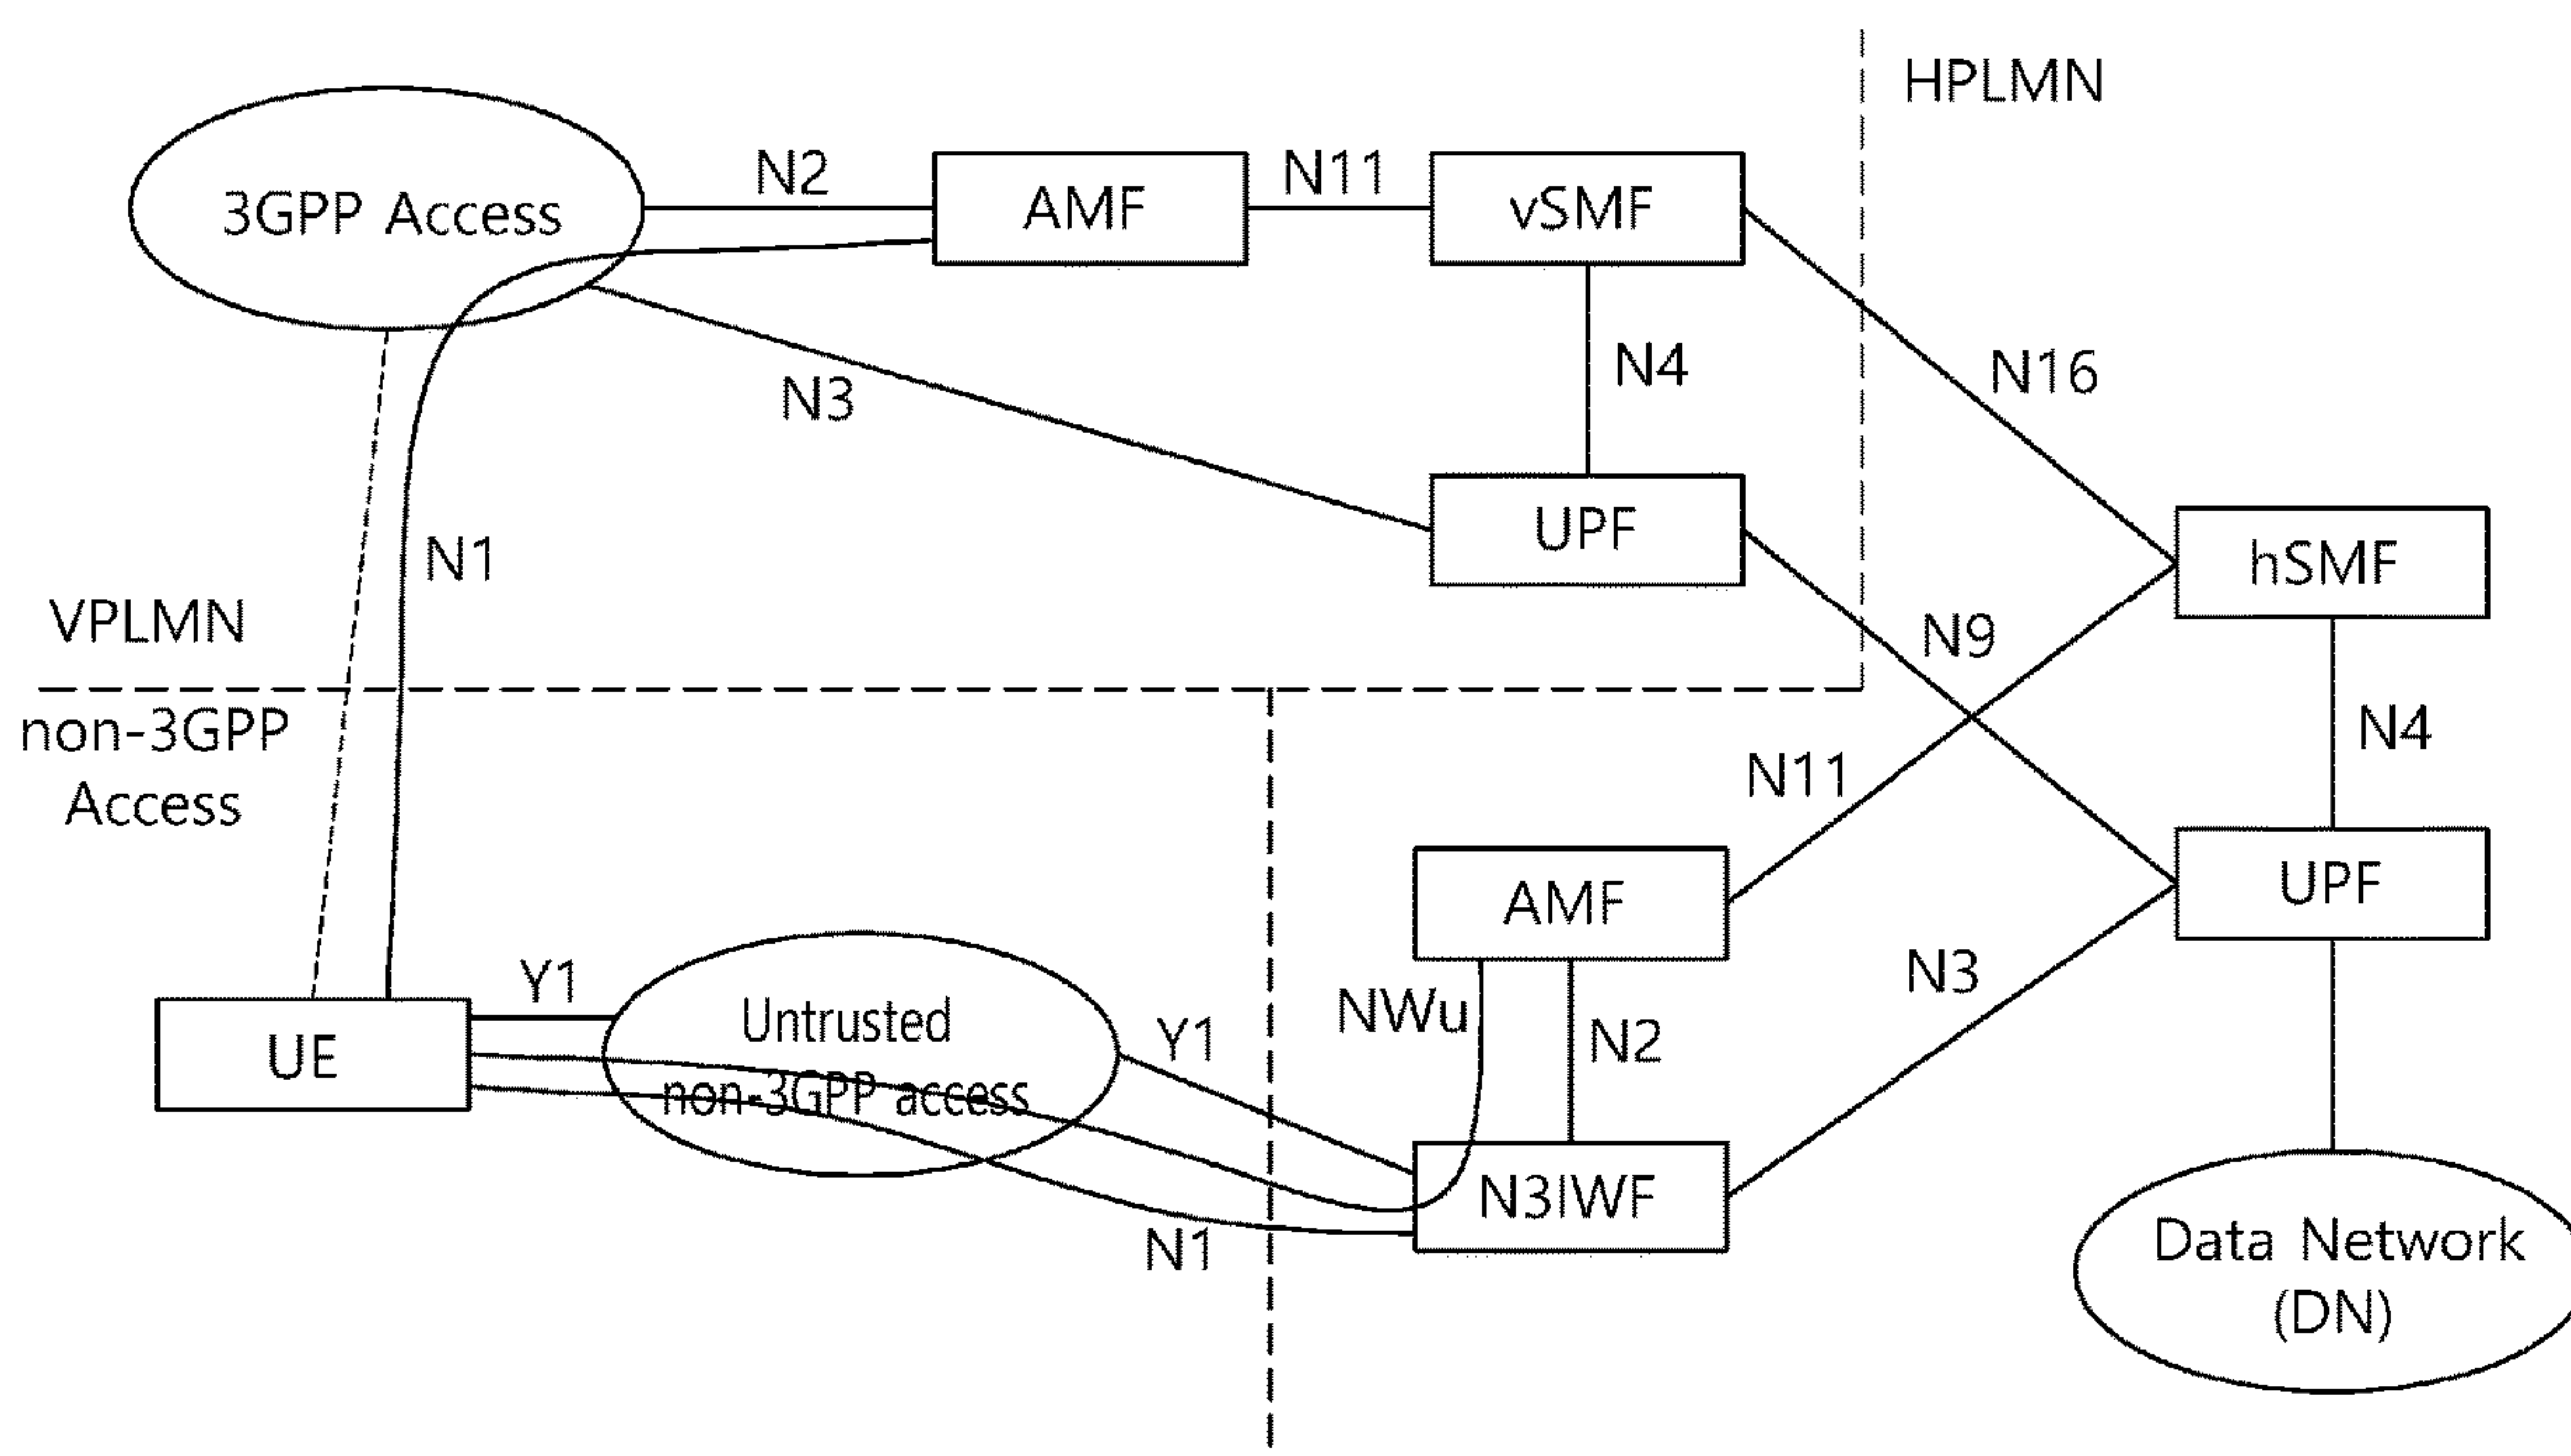 HPLMN
3GPP Access
N2
AMF
N11
vSMF
N16
N3
N4
UPF
N1
hSMF
VPLMN
N9
non-3GPP
Access
N11
N4
AMF
UPF
Y1
UE
Untrusted
non-3GPP access
Y1
NWu
N2
N3
N1
N3IWF
Data Network
(DN)